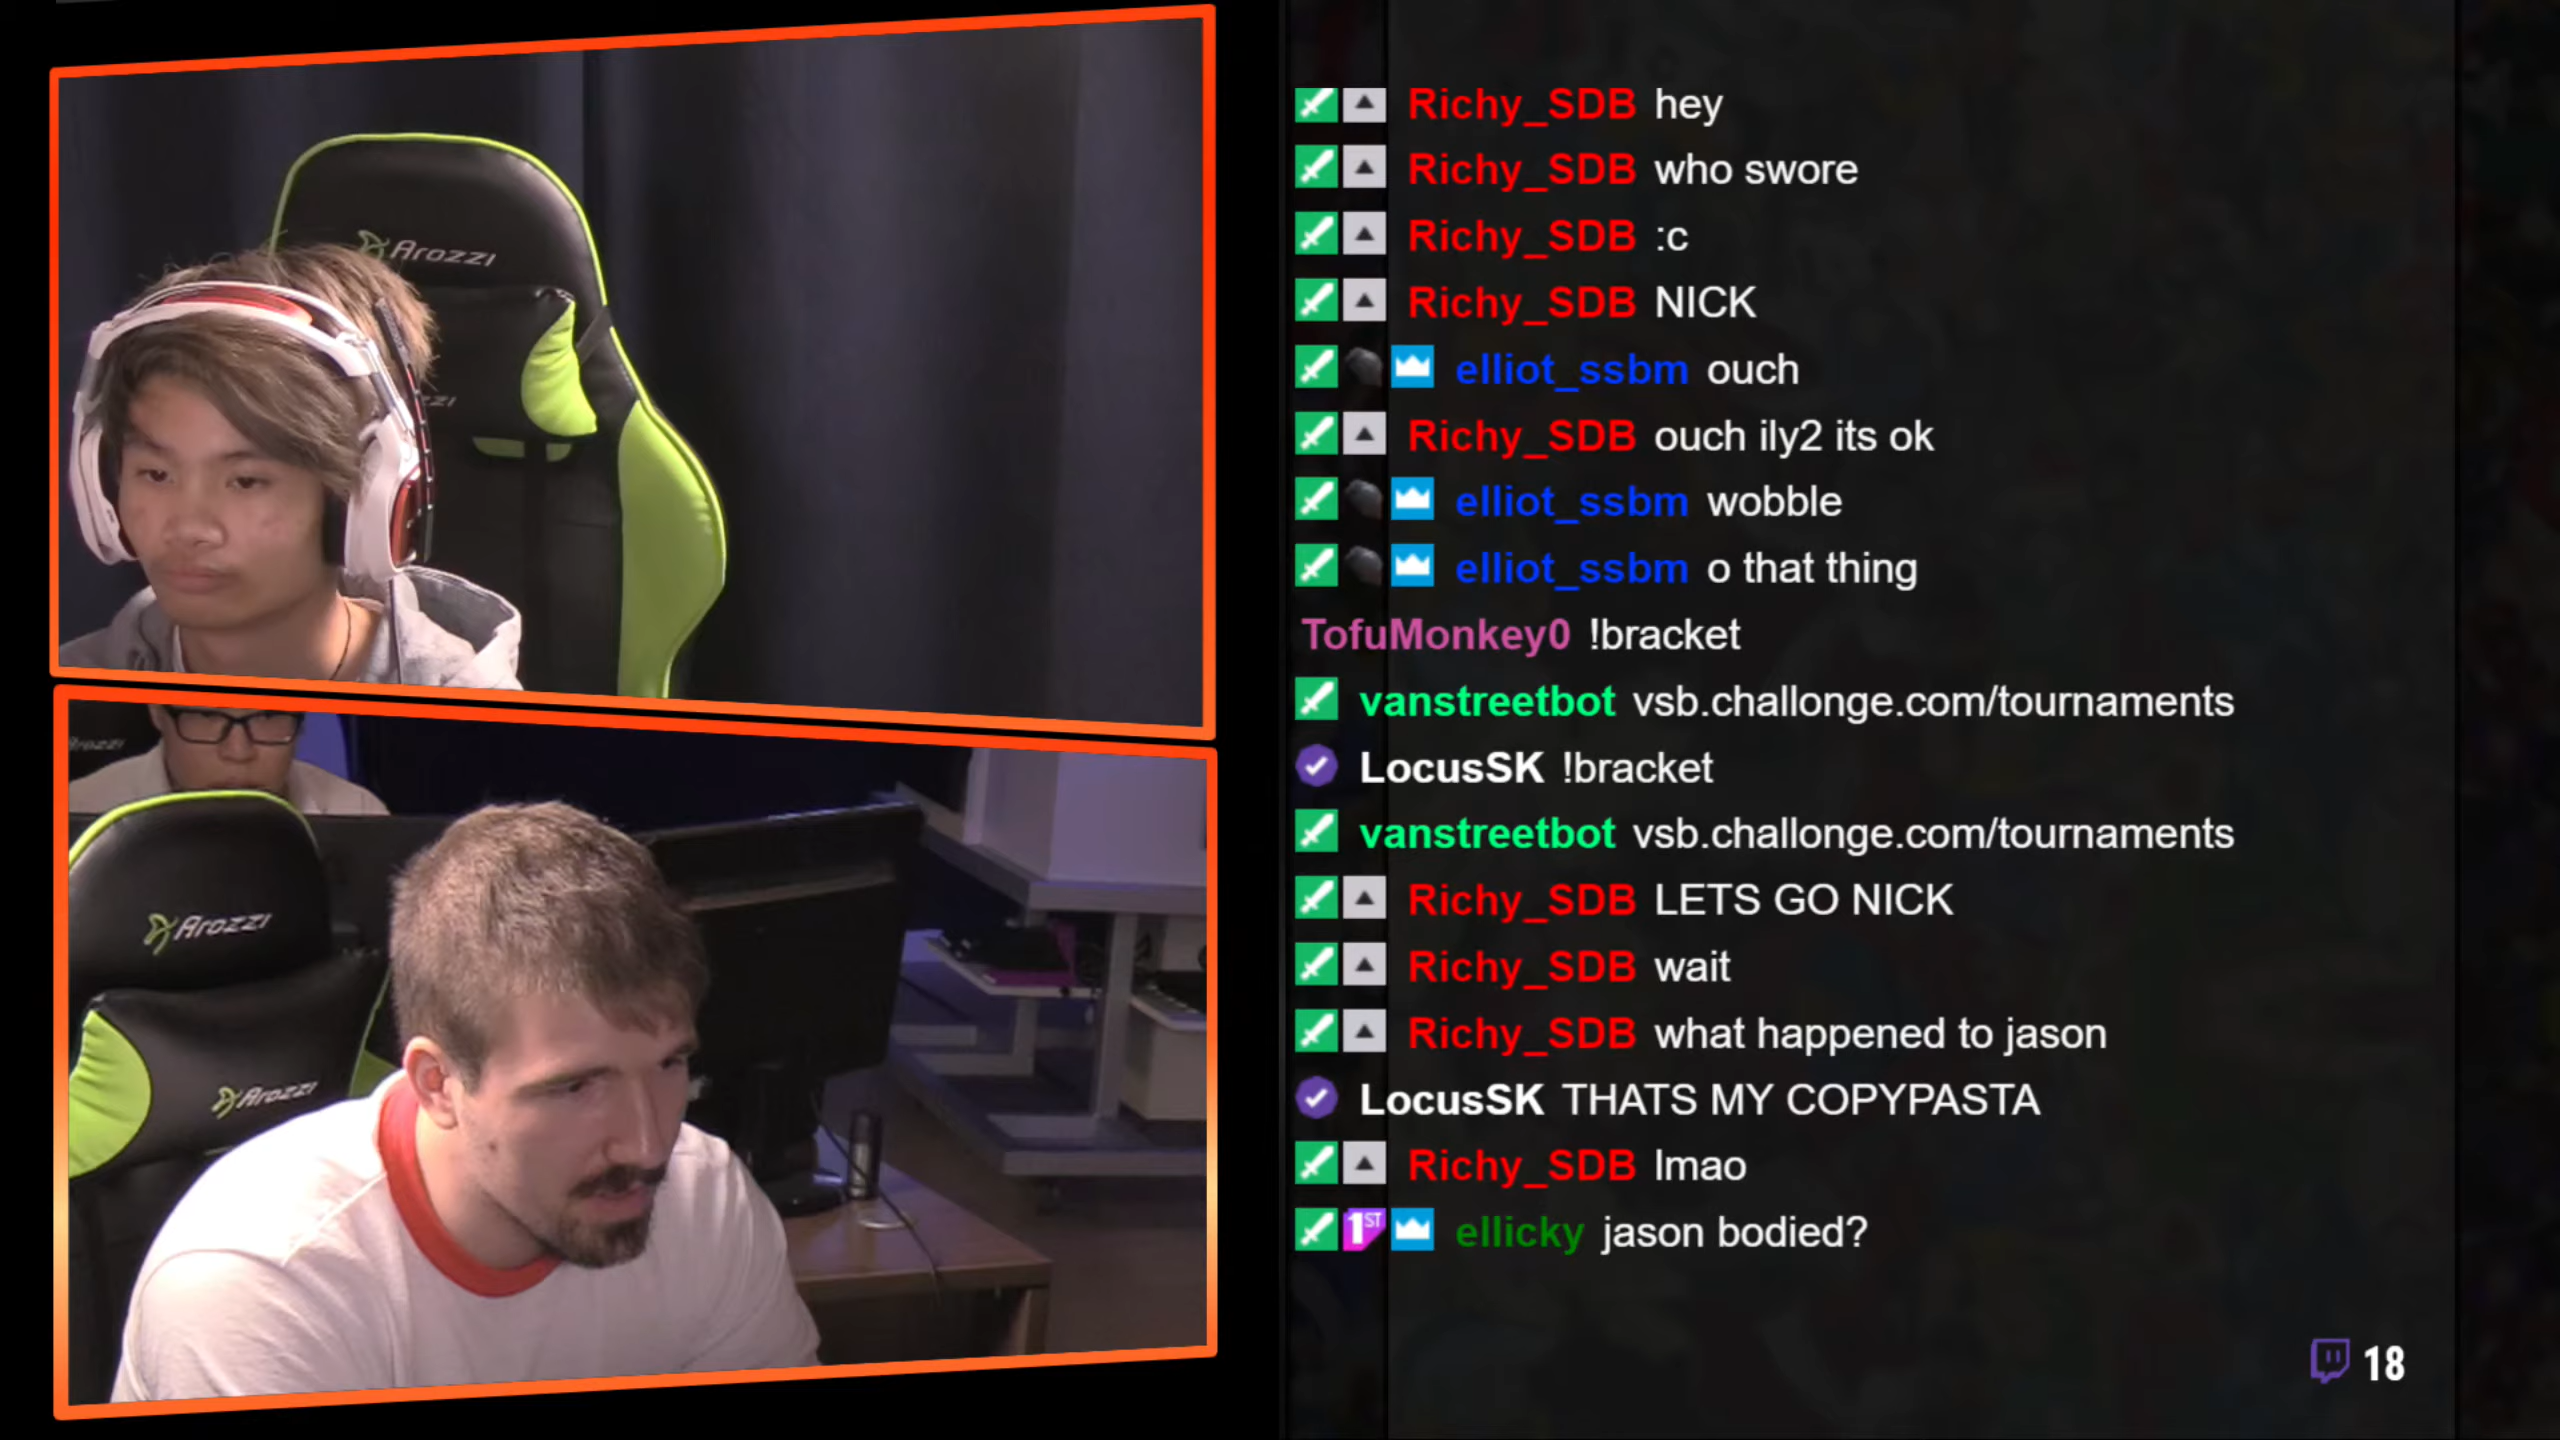 Arozzi
Arozzi
Arozzi
Arozzi
Richy_SDB hey
Richy_SDB who swore
Richy_SDB :c
Richy_SDB NICK
elliot_ssbm ouch
Richy_SDB ouch ily2 its ok
elliot_ssbm wobble
elliot_ssbm o that thing
TofuMonkey0 !bracket
vanstreetbot vsb.challonge.com/tournaments
LocusSK !bracket
vanstreetbot vsb.challonge.com/tournaments
Richy_SDB LETS GO NICK
Richy_SDB wait
Richy_SDB what happened to jason
LocusSK THATS MY COPYPASTA
Richy_SDB lmao
1ST ellicky jason bodied?
18